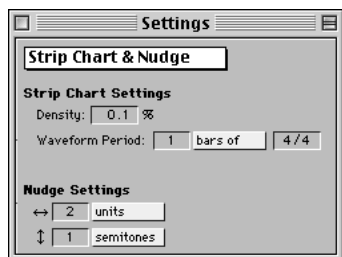 Settings
Strip Chart & Nudge
Strip Chart Settings
Density: 0.1 %
Waveform Period: 1 bars of 4/4
Nudge Settings
↔ 2 units
↕ 1 semitones